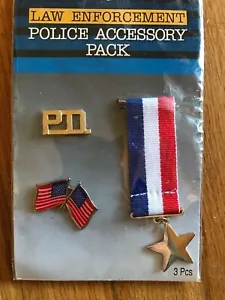 LAW ENFORCEMENT
POLICE ACCESSORY
PACK
P.D.
3 Pcs